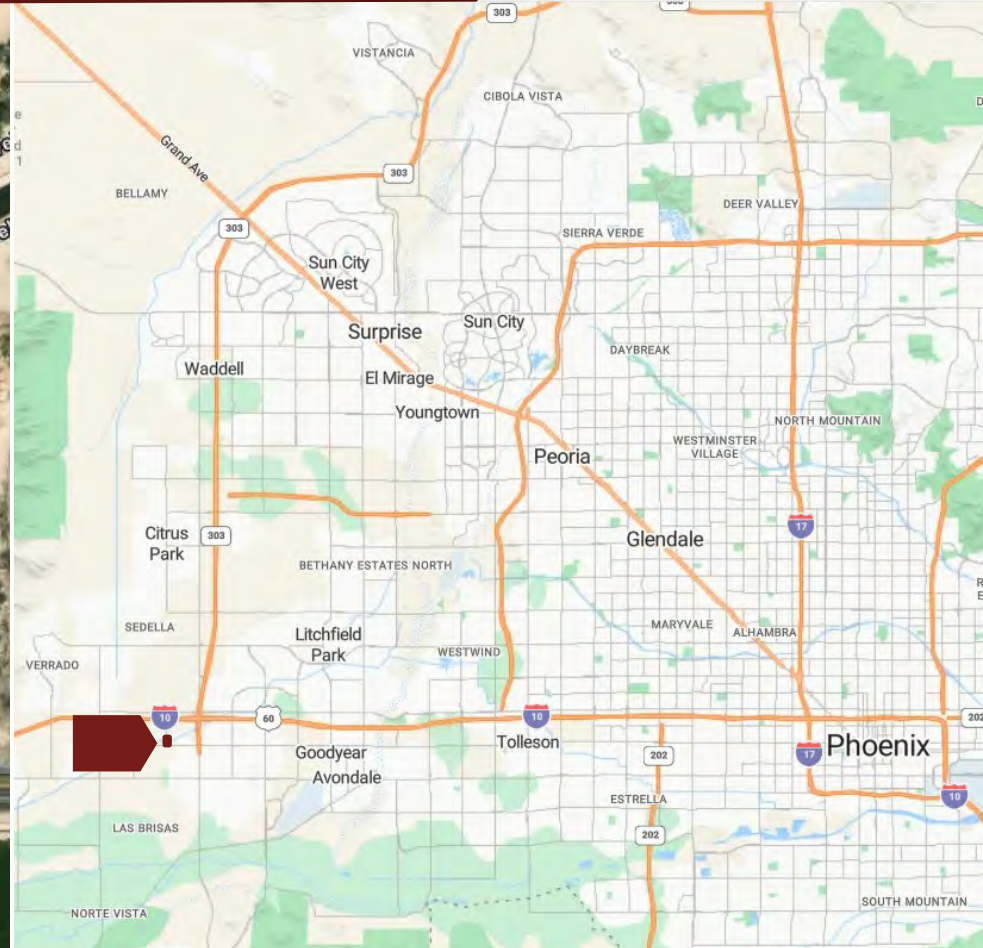 303
VISTANCIA
CIBOLA VISTA
Grand Ave
303
BELLAMY
DEER VALLEY
303
SIERRA VERDE
Sun City
West
Sun City
Surprise
DAYBREAK
Waddell
El Mirage
Youngtown
NORTH MOUNTAIN
WESTMINSTER
VILLAGE
Peoria
17
Citrus
Park
303
Glendale
BETHANY ESTATES NORTH
SEDELLA
MARYVALE
ALHAMBRA
Litchfield
Park
WESTWIND
VERRADO
10
60
10
202
Goodyear
Tolleson
202
17
Phoenix
Avondale
ESTRELLA
10
LAS BRISAS
202
NORTE VISTA
SOUTH MOUNTAIN